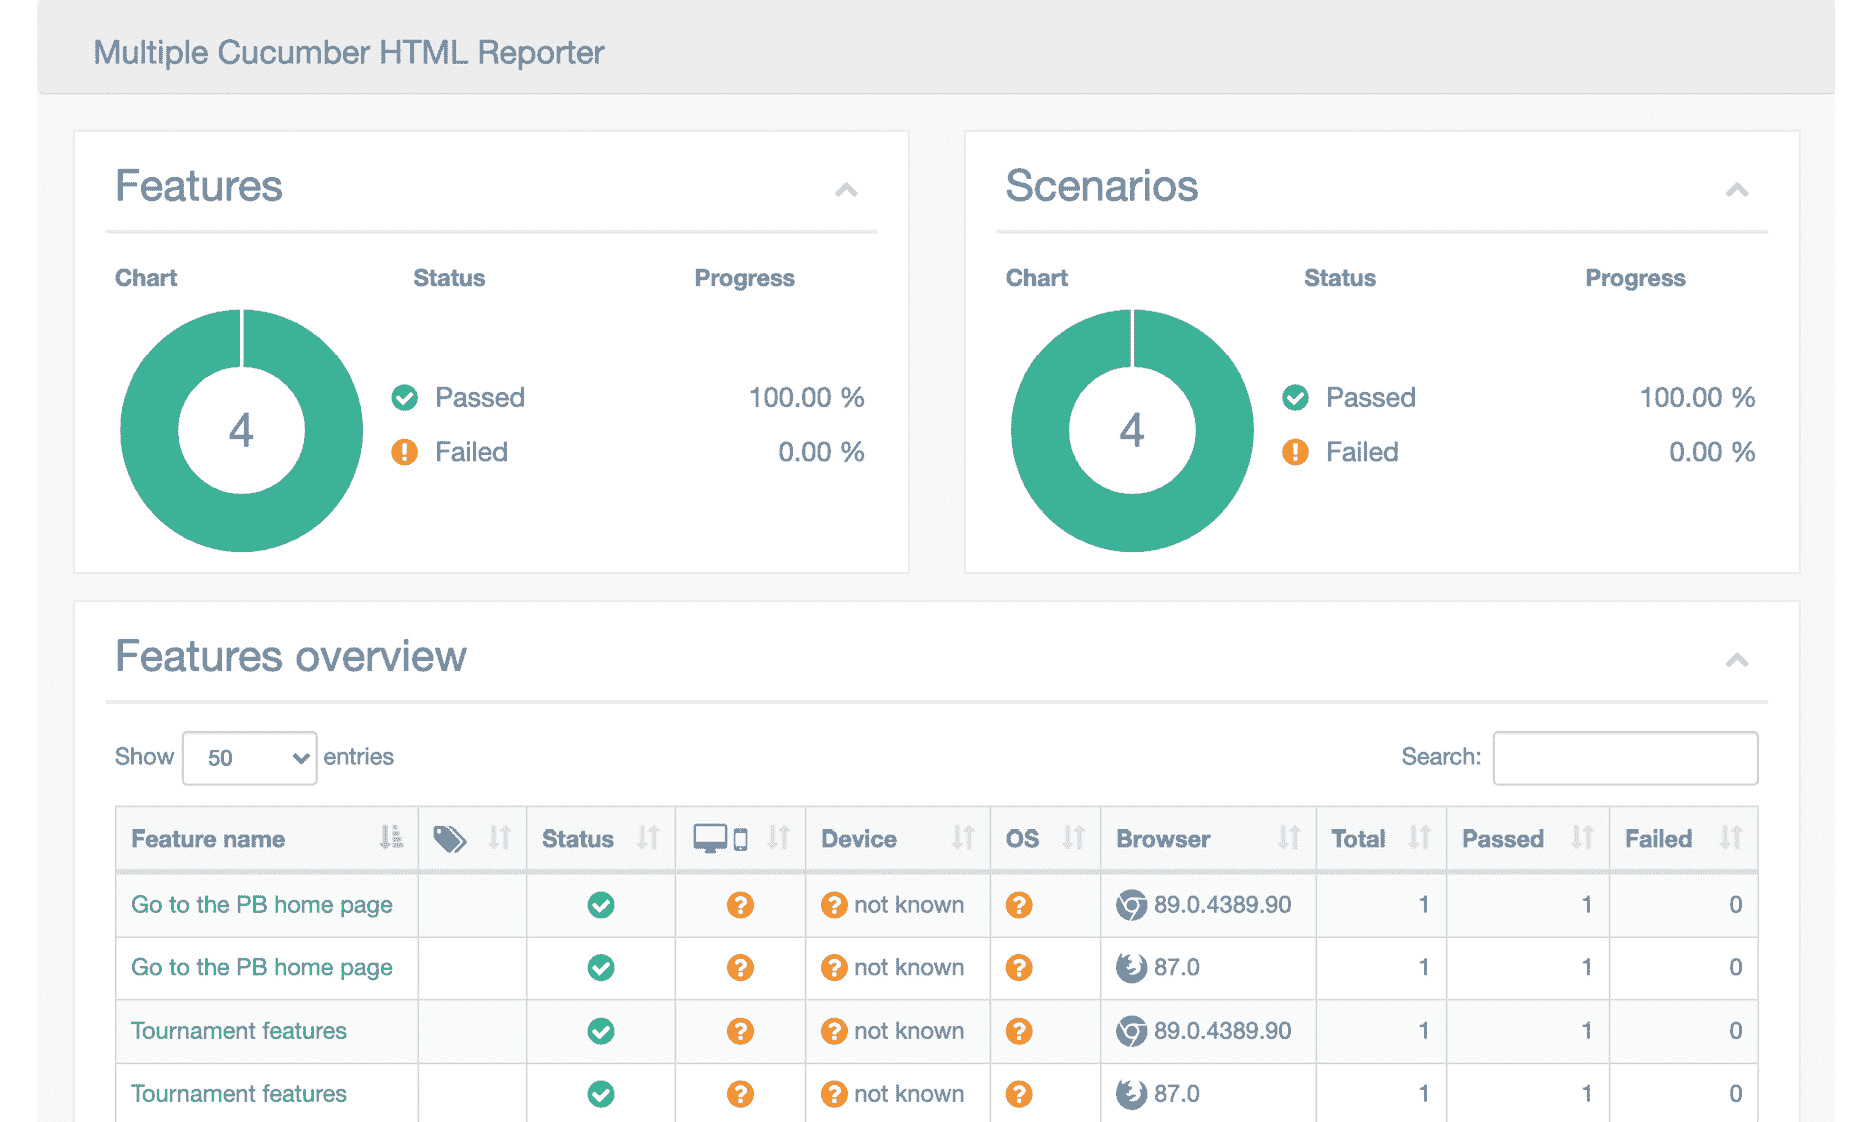 Multiple Cucumber HTML Reporter
Features
Chart Status Progress
4
Passed 100.00 %
Failed 0.00 %
Scenarios
Chart Status Progress
4
Passed 100.00 %
Failed 0.00 %
Features overview
Show 50 entries Search:
Feature name Status Device OS Browser Total Passed Failed
Go to the PB home page not known 89.0.4389.90 1 1 0
Go to the PB home page not known 87.0 1 1 0
Tournament features not known 89.0.4389.90 1 1 0
Tournament features not known 87.0 1 1 0